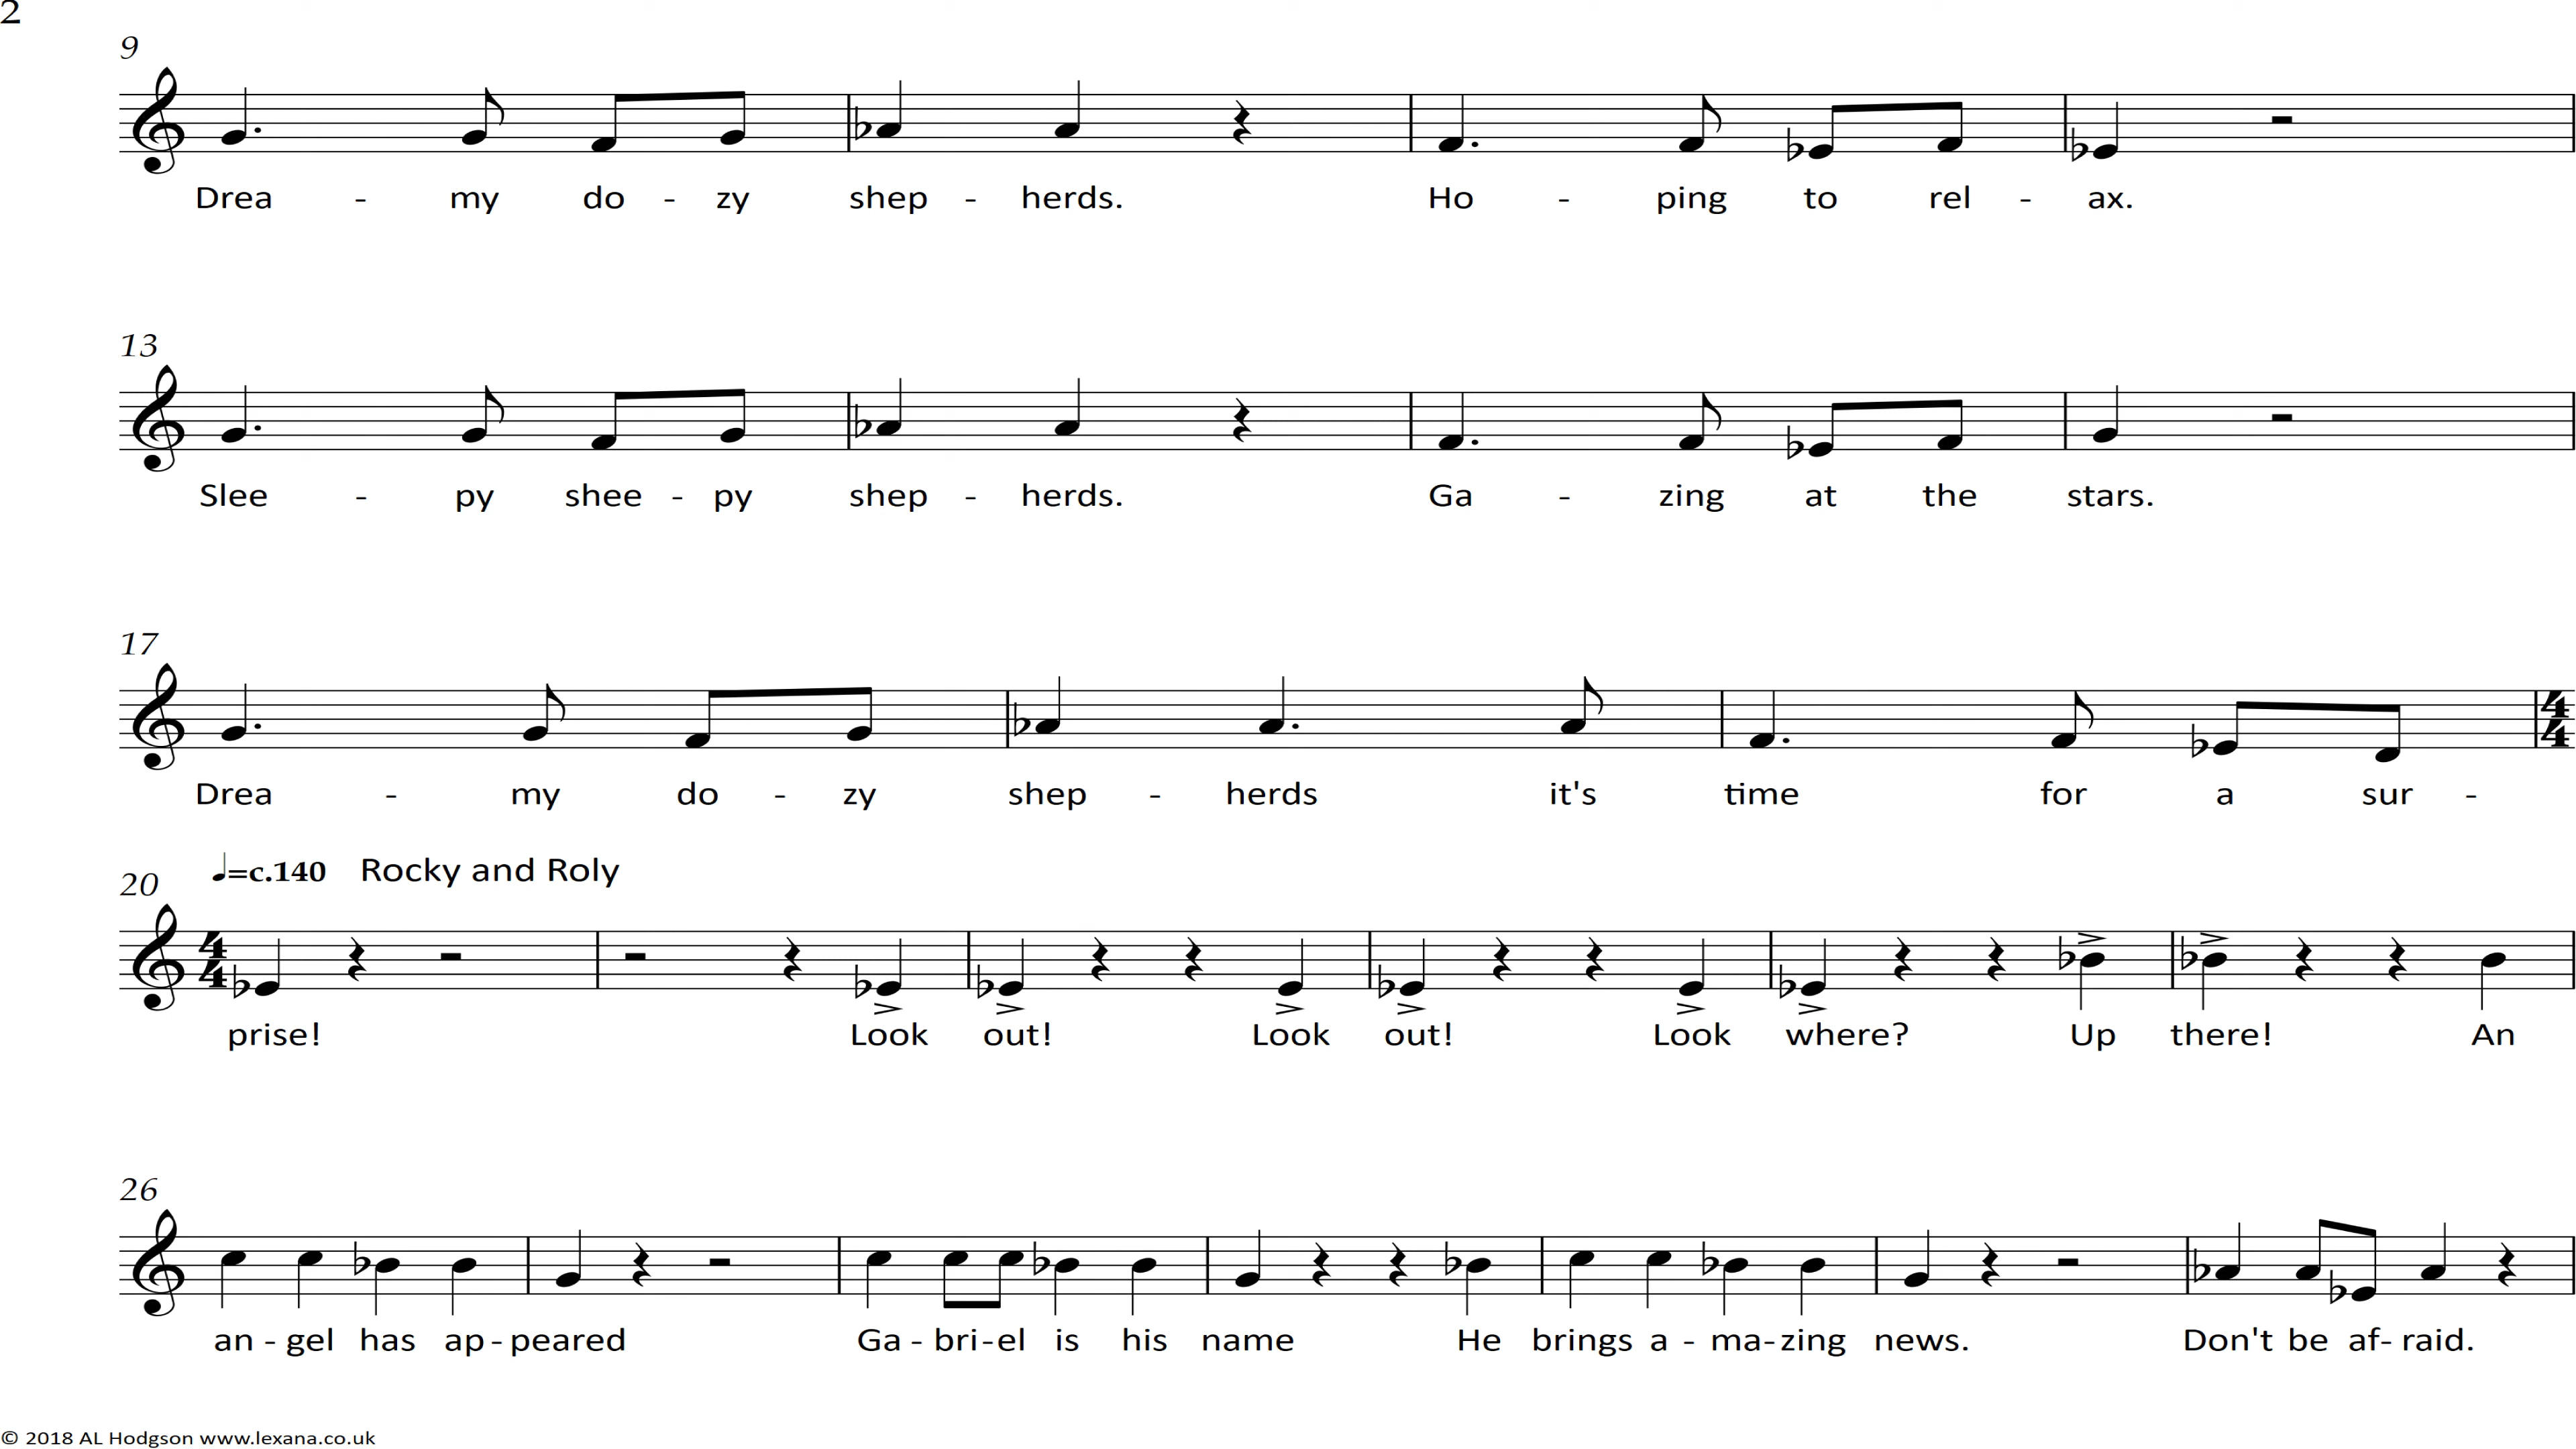 2
9
Drea - my do - zy shep - herds. Ho - ping to rel - ax.
13
Slee - py shee - py shep - herds. Ga - zing at the stars.
17
4
4
Drea - my do - zy shep - herds it's time for a sur -
♩=c.140 Rocky and Roly
20
4
4
prise! Look out! Look out! Look where? Up there! An
26
an - gel has ap - peared Ga - bri - el is his name He brings a - ma - zing news. Don't be af - raid.
© 2018 AL Hodgson www.lexana.co.uk